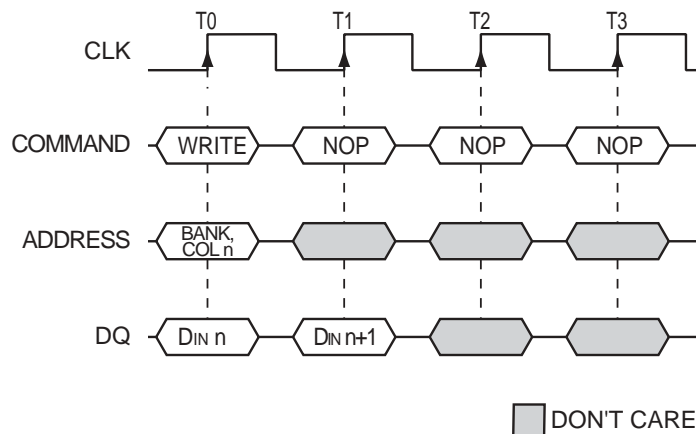 T0 T1 T2 T3
CLK
COMMAND WRITE NOP NOP NOP
ADDRESS BANK,
COL n
DQ DIN n DIN n+1
DON'T CARE